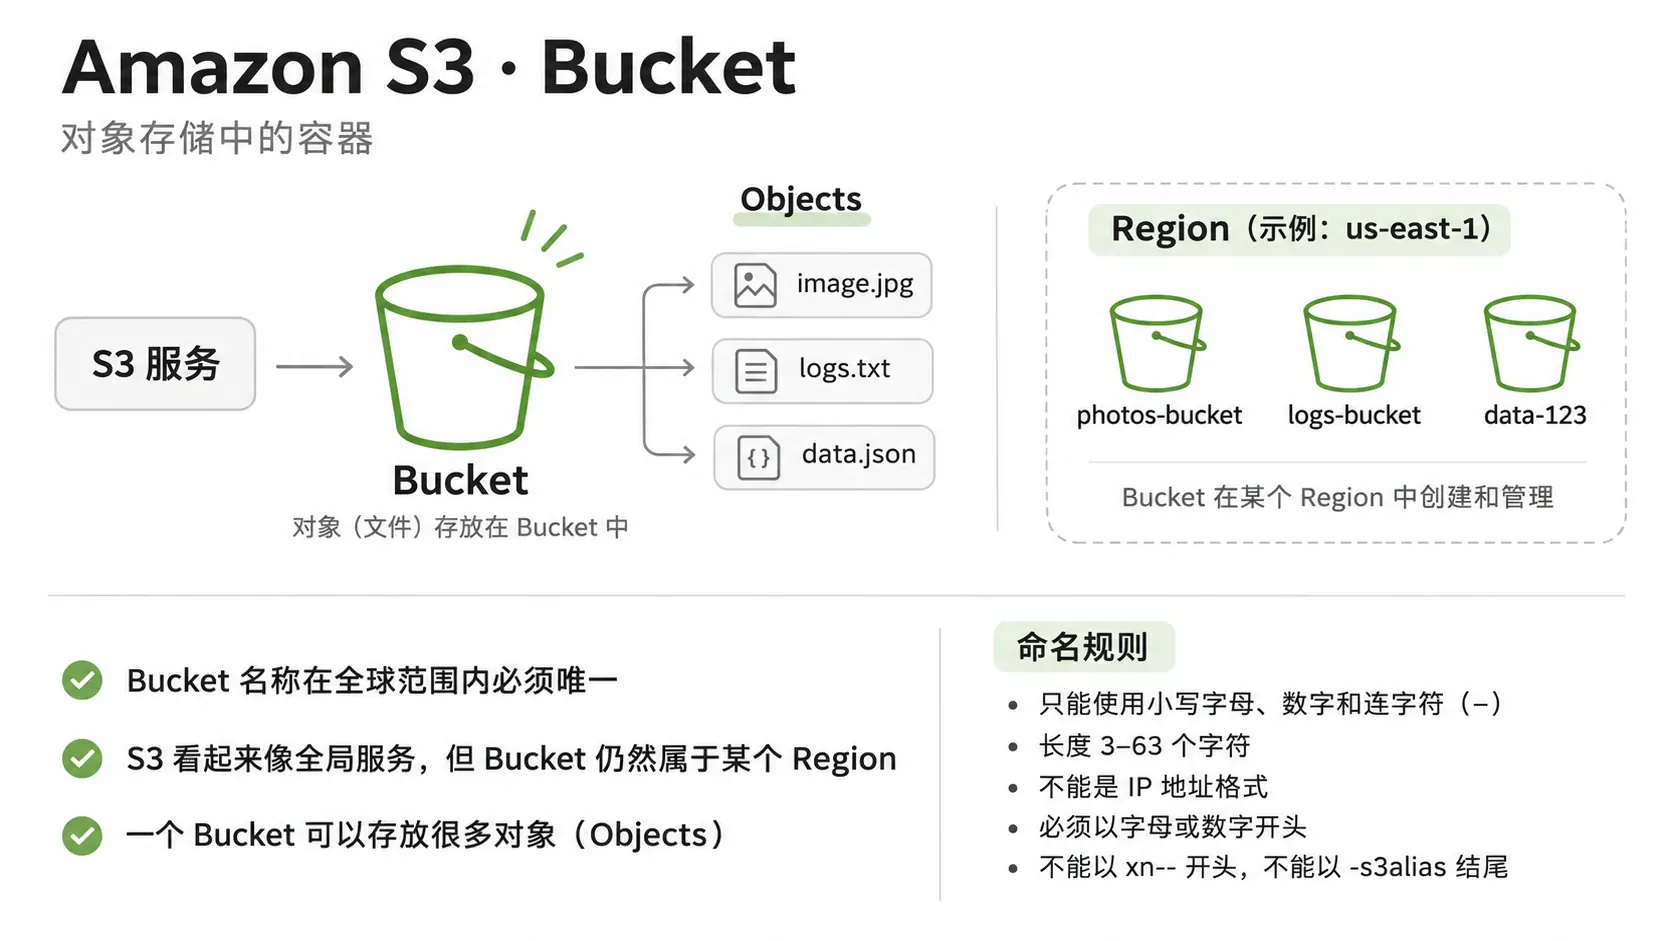 Amazon S3 · Bucket
对象存储中的容器
S3 服务
Bucket
对象（文件）存放在 Bucket 中
Objects
image.jpg
logs.txt
{ } data.json
Region（示例：us-east-1）
photos-bucket
logs-bucket
data-123
Bucket 在某个 Region 中创建和管理
Bucket 名称在全球范围内必须唯一
S3 看起来像全局服务，但 Bucket 仍然属于某个 Region
一个 Bucket 可以存放很多对象（Objects）
命名规则
• 只能使用小写字母、数字和连字符（-）
• 长度 3–63 个字符
• 不能是 IP 地址格式
• 必须以字母或数字开头
• 不能以 xn-- 开头，不能以 -s3alias 结尾